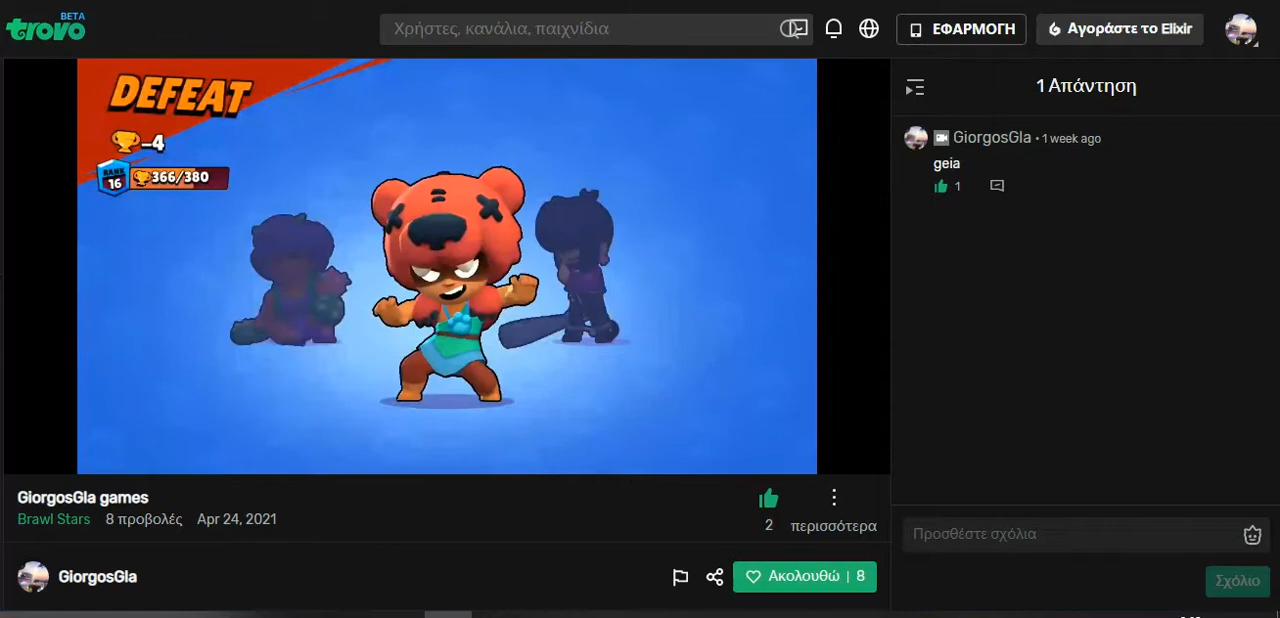 trovo BETA
Χρήστες, κανάλια, παιχνίδια
ΕΦΑΡΜΟΓΗ
Αγοράστε το Elixir
DEFEAT
-4
RANK
16
366/380
1 Απάντηση
GiorgosGla • 1 week ago
geia
1
GiorgosGla games
Brawl Stars 8 προβολές Apr 24, 2021
2 περισσότερα
Προσθέστε σχόλια
GiorgosGla
Ακολουθώ | 8
Σχόλιο